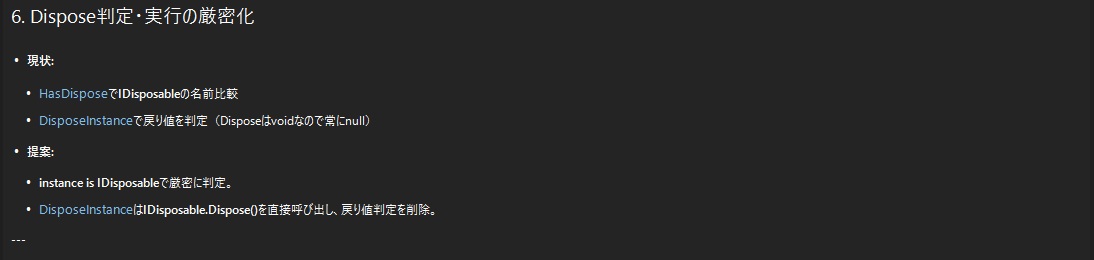 6. Dispose判定・実行の厳密化
• 現状:
• HasDisposeでIDisposableの名前比較
• DisposeInstanceで戻り値を判定（Disposeはvoidなので常にnull）
• 提案:
• instance is IDisposableで厳密に判定。
• DisposeInstanceはIDisposable.Dispose()を直接呼び出し、戻り値判定を削除。
---